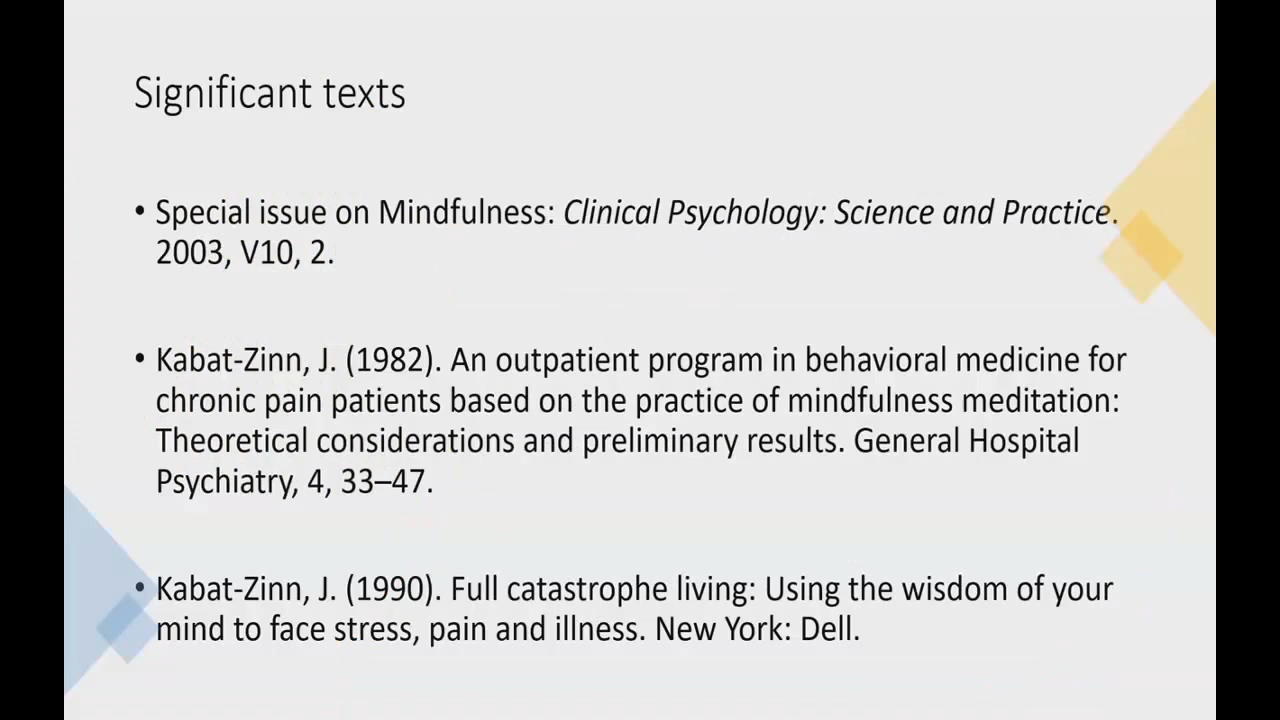 Significant texts
• Special issue on Mindfulness: Clinical Psychology: Science and Practice.
2003, V10, 2.
• Kabat-Zinn, J. (1982). An outpatient program in behavioral medicine for
chronic pain patients based on the practice of mindfulness meditation:
Theoretical considerations and preliminary results. General Hospital
Psychiatry, 4, 33–47.
• Kabat-Zinn, J. (1990). Full catastrophe living: Using the wisdom of your
mind to face stress, pain and illness. New York: Dell.